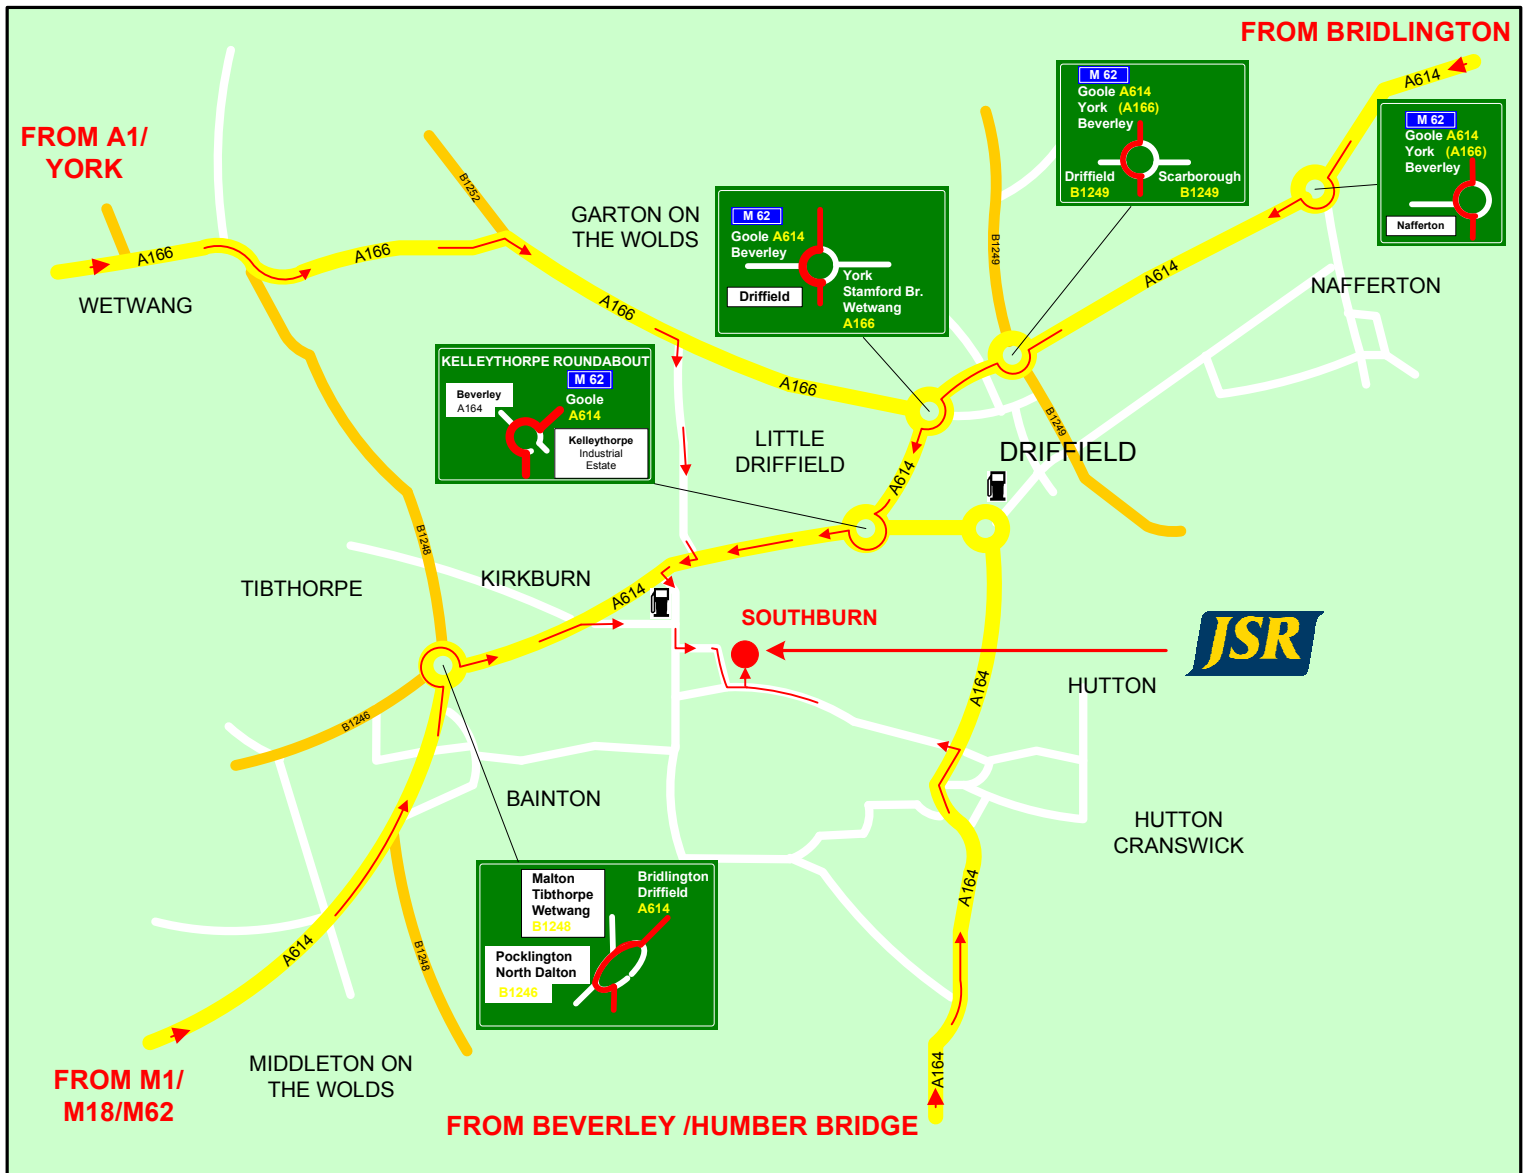 FROM BRIDLINGTON
A614
M 62
Goole A614
York (A166)
Beverley
Driffield
B1249
Scarborough
B1249
M 62
Goole A614
York (A166)
Beverley
Nafferton
FROM A1/
YORK
B1252
GARTON ON
THE WOLDS
M 62
Goole A614
Beverley
Driffield
York
Stamford Br.
Wetwang
A166
B1249
A614
NAFFERTON
A166
A166
WETWANG
A166
KELLEYTHORPE ROUNDABOUT
M 62
Goole
A614
Beverley
A164
Kelleythorpe
Industrial
Estate
A166
B1249
LITTLE
DRIFFIELD
DRIFFIELD
A614
B1248
TIBTHORPE
KIRKBURN
A614
SOUTHBURN
JSR
HUTTON
A164
B1246
BAINTON
HUTTON
CRANSWICK
Malton
Tibthorpe
Wetwang
B1248
Bridlington
Driffield
A614
Pocklington
North Dalton
B1246
A164
A614
B1248
MIDDLETON ON
THE WOLDS
A164
FROM M1/
M18/M62
FROM BEVERLEY /HUMBER BRIDGE